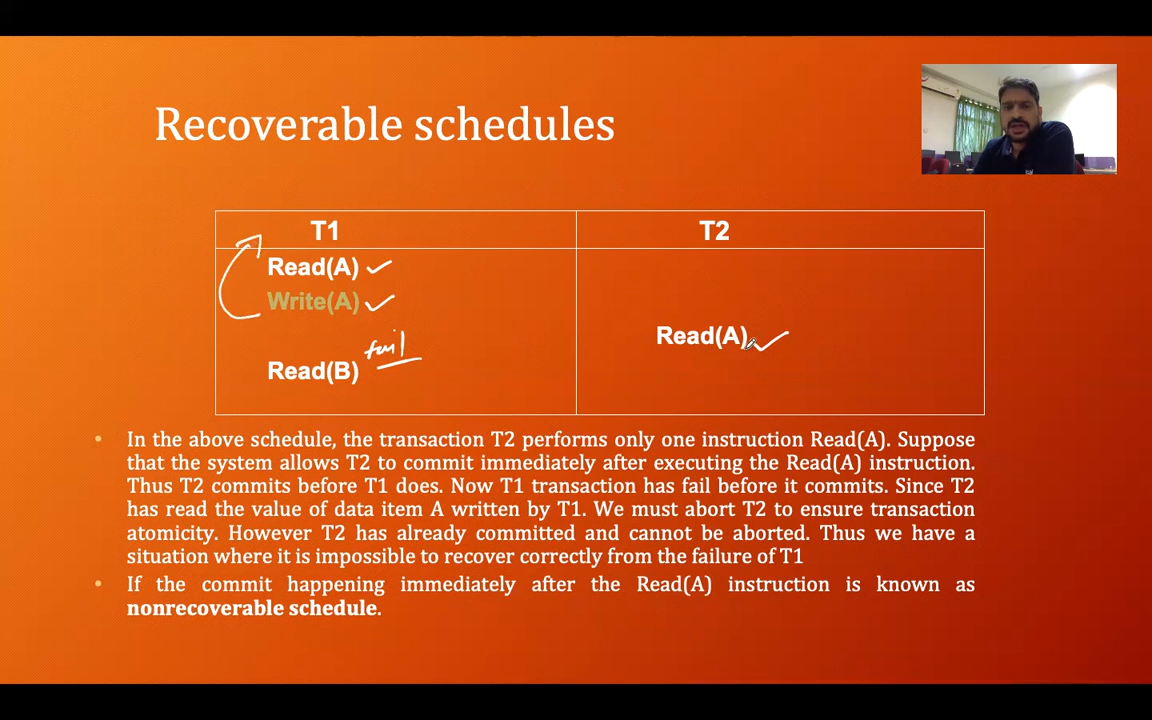 Recoverable schedules
T1 T2
Read(A)
Write(A)
Read(A)
fail
Read(B)
• In the above schedule, the transaction T2 performs only one instruction Read(A). Suppose
that the system allows T2 to commit immediately after executing the Read(A) instruction.
Thus T2 commits before T1 does. Now T1 transaction has fail before it commits. Since T2
has read the value of data item A written by T1. We must abort T2 to ensure transaction
atomicity. However T2 has already committed and cannot be aborted. Thus we have a
situation where it is impossible to recover correctly from the failure of T1
• If the commit happening immediately after the Read(A) instruction is known as
nonrecoverable schedule.